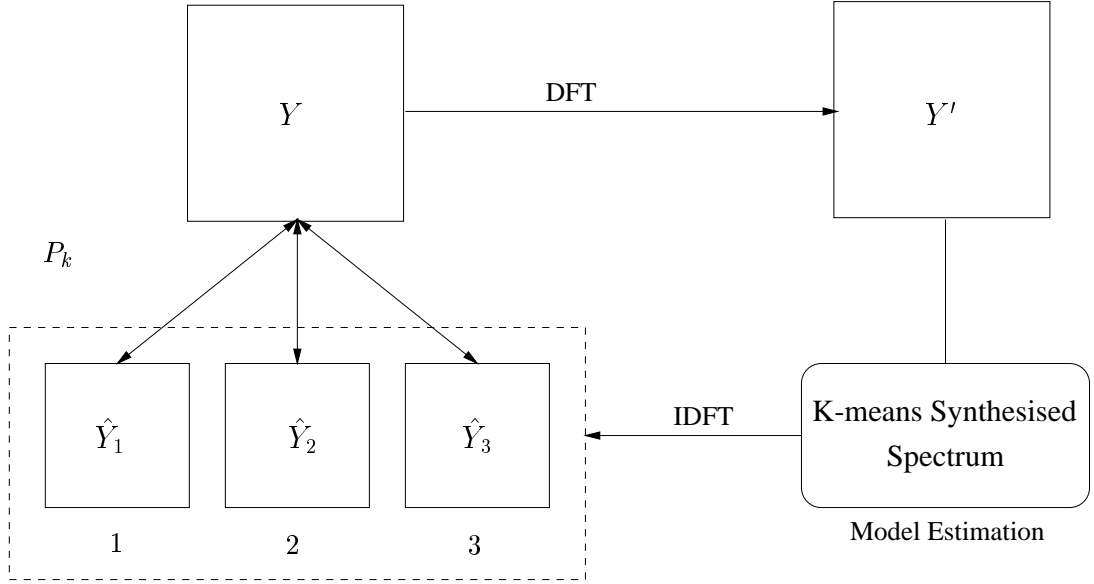 DFT
Y
Y′
P_k
K-means Synthesised
Spectrum
IDFT
Ŷ_1
Ŷ_2
Ŷ_3
Model Estimation
1
2
3